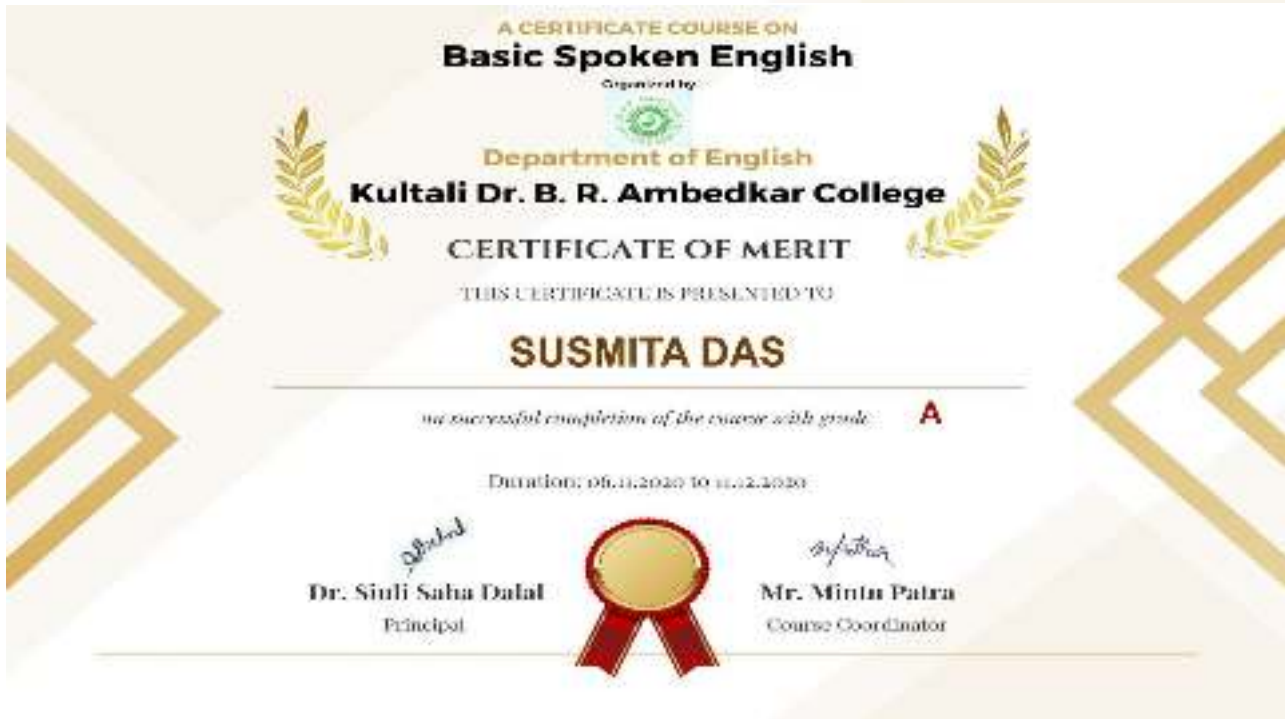 A CERTIFICATE COURSE ON
Basic Spoken English
Organized by
Department of English
Kultali Dr. B. R. Ambedkar College
CERTIFICATE OF MERIT
THIS CERTIFICATE IS PRESENTED TO
SUSMITA DAS
on successful completion of the course with grade A
Duration: 06.11.2020 to 11.12.2020
Dr. Siuli Saha Dalal
Mr. Mintu Patra
Principal
Course Coordinator